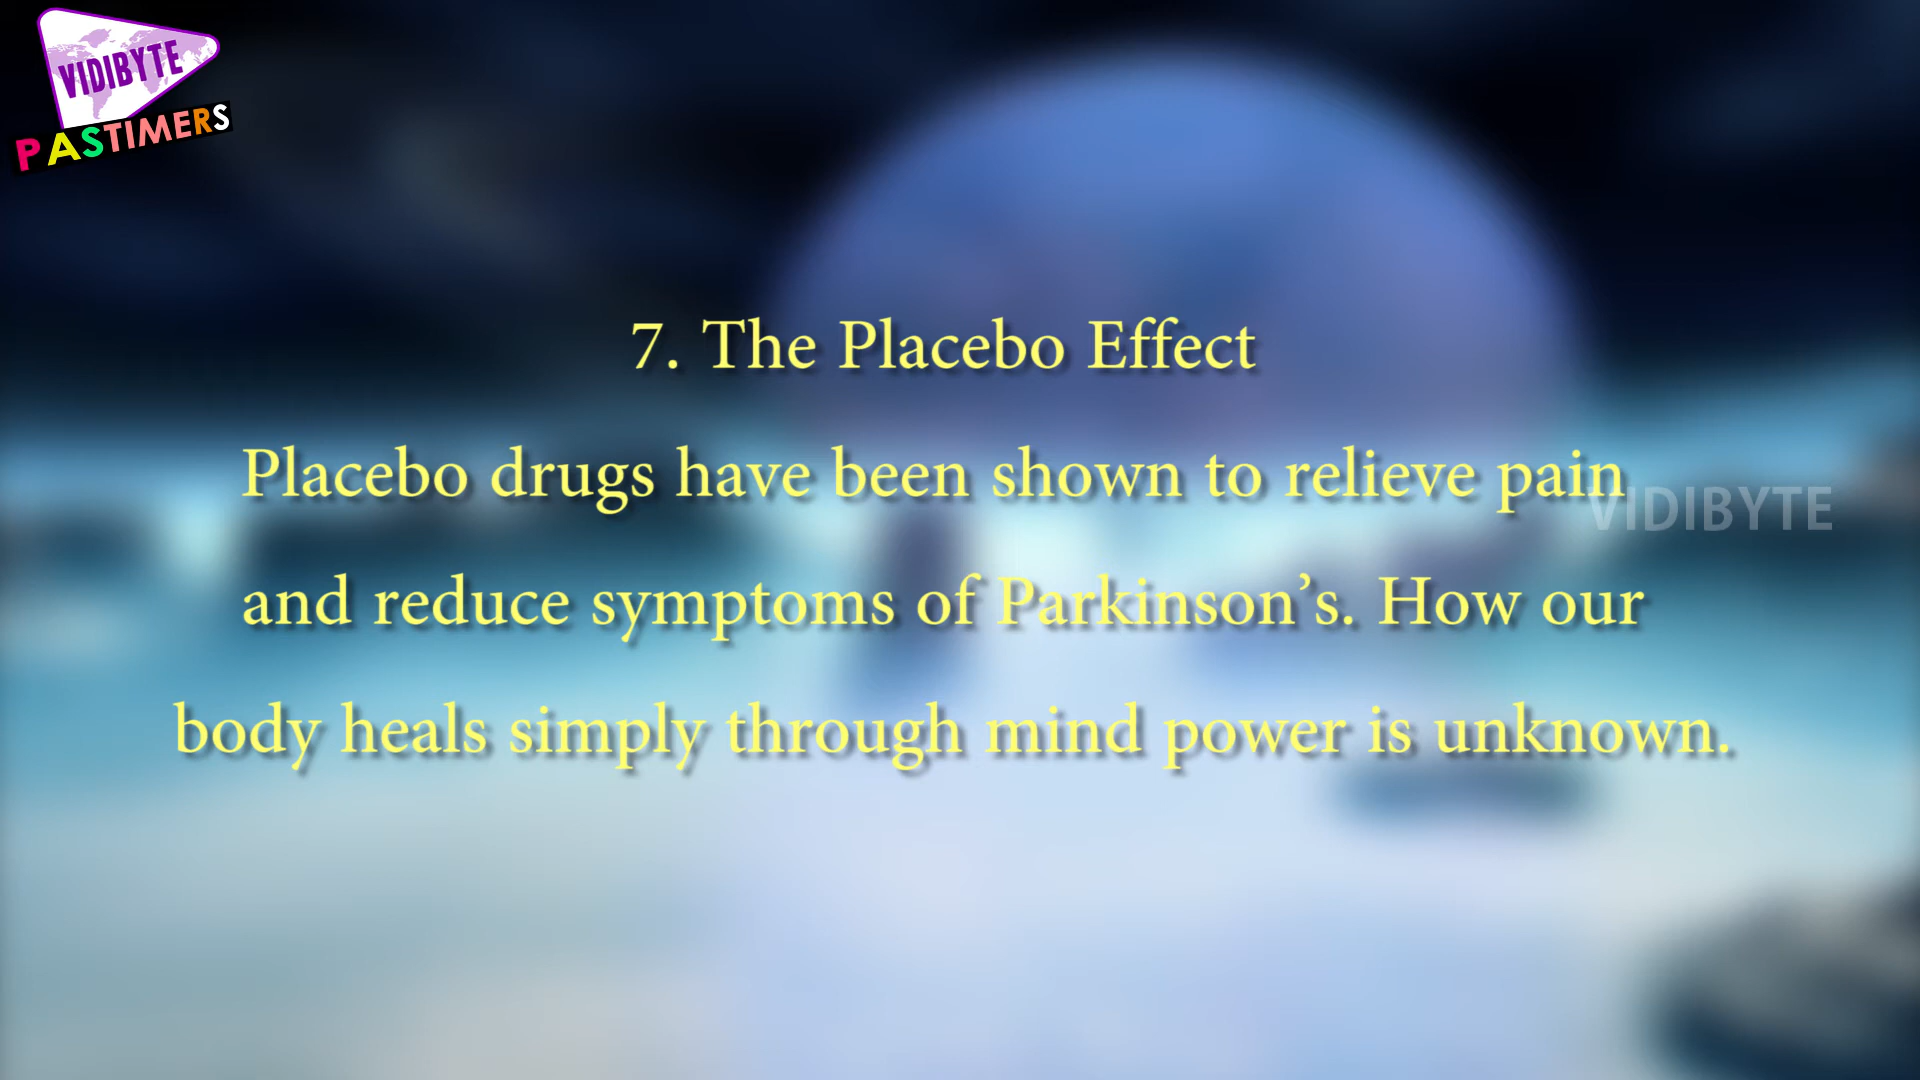 VIDIBYTE
PASTIMERS
7. The Placebo Effect
Placebo drugs have been shown to relieve pain
VIDIBYTE
and reduce symptoms of Parkinson’s. How our
body heals simply through mind power is unknown.